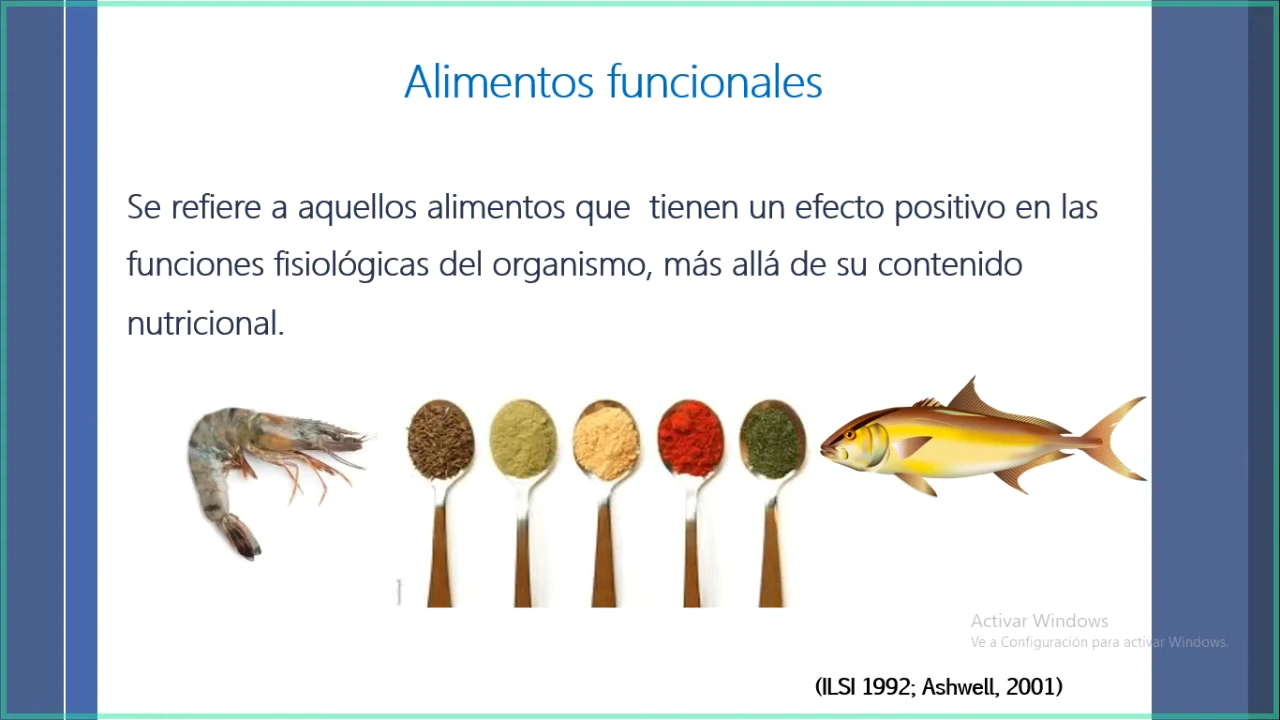 Alimentos funcionales
Se refiere a aquellos alimentos que tienen un efecto positivo en las
funciones fisiológicas del organismo, más allá de su contenido
nutricional.
Activar Windows
Ve a Configuración para activar Windows.
(ILSI 1992; Ashwell, 2001)